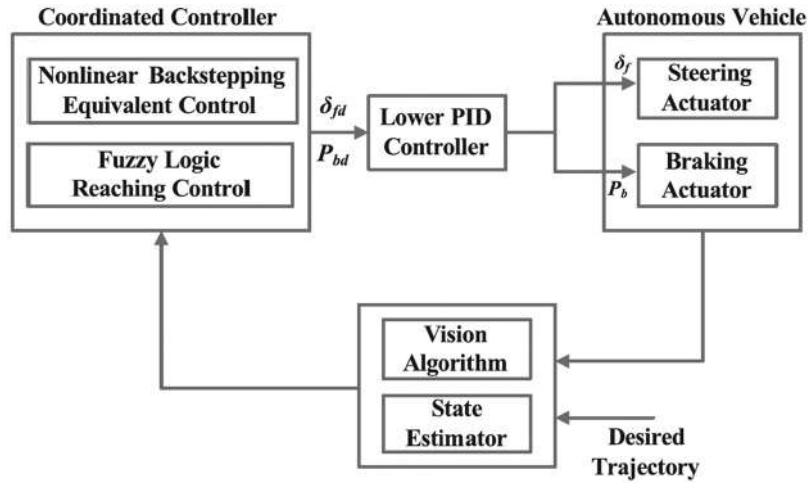 Coordinated Controller
Nonlinear Backstepping
Equivalent Control
Fuzzy Logic
Reaching Control
δfd
Pbd
Lower PID
Controller
Autonomous Vehicle
δf
Steering
Actuator
Pb
Braking
Actuator
Vision
Algorithm
State
Estimator
Desired
Trajectory